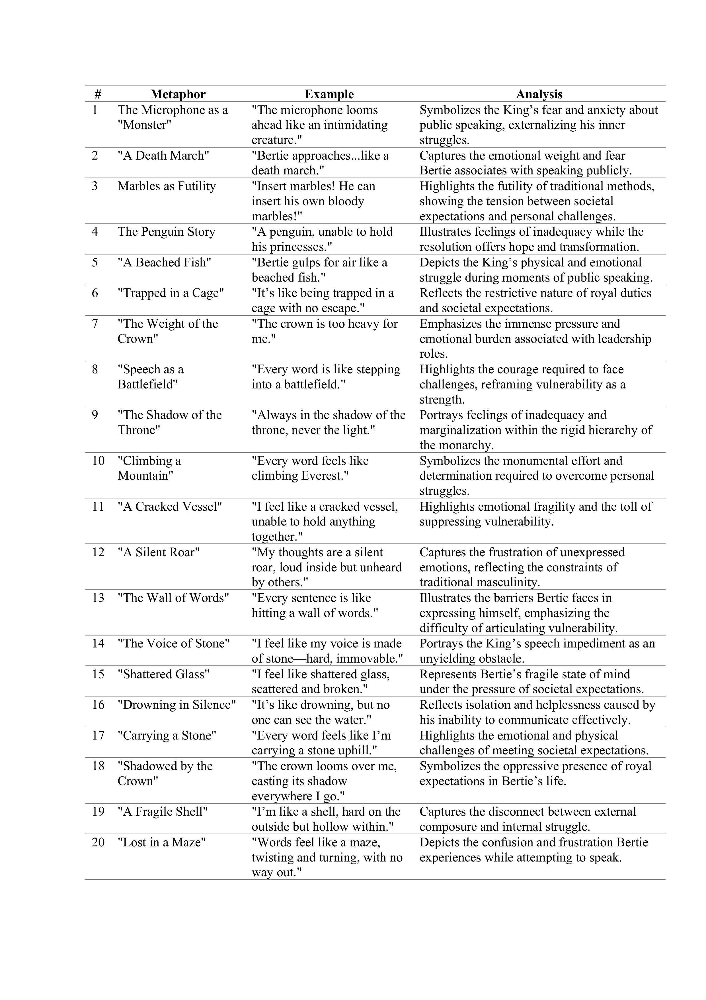 # Metaphor Example Analysis
1 The Microphone as a "The microphone looms Symbolizes the King’s fear and anxiety about
"Monster" ahead like an intimidating public speaking, externalizing his inner
creature." struggles.
2 "A Death March" "Bertie approaches...like a Captures the emotional weight and fear
death march." Bertie associates with speaking publicly.
3 Marbles as Futility "Insert marbles! He can Highlights the futility of traditional methods,
insert his own bloody showing the tension between societal
marbles!" expectations and personal challenges.
4 The Penguin Story "A penguin, unable to hold Illustrates feelings of inadequacy while the
his princesses." resolution offers hope and transformation.
5 "A Beached Fish" "Bertie gulps for air like a Depicts the King’s physical and emotional
beached fish." struggle during moments of public speaking.
6 "Trapped in a Cage" "It’s like being trapped in a Reflects the restrictive nature of royal duties
cage with no escape." and societal expectations.
7 "The Weight of the "The crown is too heavy for Emphasizes the immense pressure and
Crown" me." emotional burden associated with leadership
roles.
8 "Speech as a "Every word is like stepping Highlights the courage required to face
Battlefield" into a battlefield." challenges, reframing vulnerability as a
strength.
9 "The Shadow of the "Always in the shadow of the Portrays feelings of inadequacy and
Throne" throne, never the light." marginalization within the rigid hierarchy of
the monarchy.
10 "Climbing a "Every word feels like Symbolizes the monumental effort and
Mountain" climbing Everest." determination required to overcome personal
struggles.
11 "A Cracked Vessel" "I feel like a cracked vessel, Highlights emotional fragility and the toll of
unable to hold anything suppressing vulnerability.
together."
12 "A Silent Roar" "My thoughts are a silent Captures the frustration of unexpressed
roar, loud inside but unheard emotions, reflecting the constraints of
by others." traditional masculinity.
13 "The Wall of Words" "Every sentence is like Illustrates the barriers Bertie faces in
hitting a wall of words." expressing himself, emphasizing the
difficulty of articulating vulnerability.
14 "The Voice of Stone" "I feel like my voice is made Portrays the King’s speech impediment as an
of stone—hard, immovable." unyielding obstacle.
15 "Shattered Glass" "I feel like shattered glass, Represents Bertie’s fragile state of mind
scattered and broken." under the pressure of societal expectations.
16 "Drowning in Silence" "It’s like drowning, but no Reflects isolation and helplessness caused by
one can see the water." his inability to communicate effectively.
17 "Carrying a Stone" "Every word feels like I’m Highlights the emotional and physical
carrying a stone uphill." challenges of meeting societal expectations.
18 "Shadowed by the "The crown looms over me, Symbolizes the oppressive presence of royal
Crown" casting its shadow expectations in Bertie’s life.
everywhere I go."
19 "A Fragile Shell" "I’m like a shell, hard on the Captures the disconnect between external
outside but hollow within." composure and internal struggle.
20 "Lost in a Maze" "Words feel like a maze, Depicts the confusion and frustration Bertie
twisting and turning, with no experiences while attempting to speak.
way out."